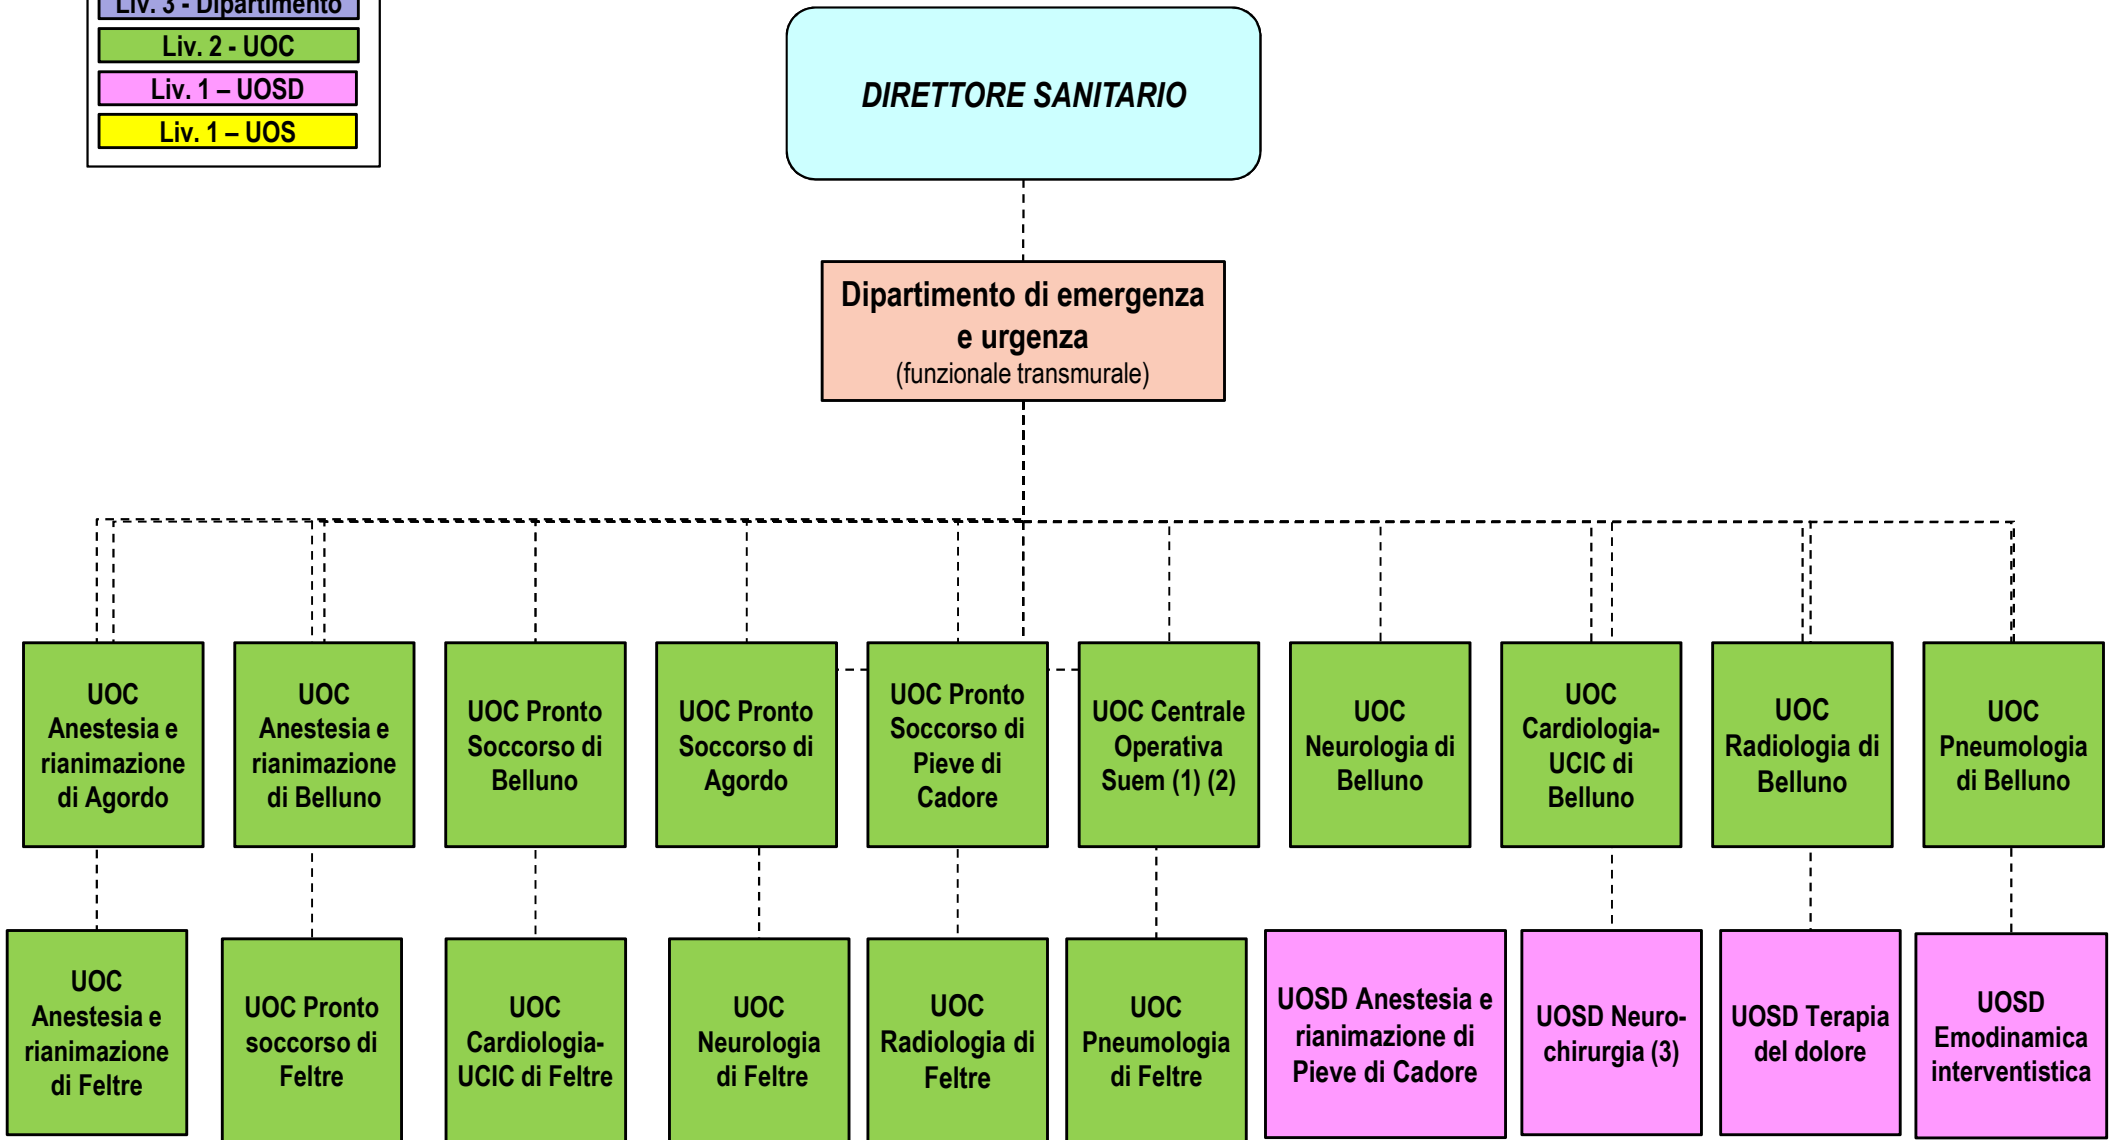 Liv. 3 - Dipartimento
Liv. 2 - UOC
Liv. 1 – UOSD
Liv. 1 – UOS
DIRETTORE SANITARIO
Dipartimento di emergenza
e urgenza
(funzionale transmurale)
UOC
Anestesia e
rianimazione
di Agordo
UOC
Anestesia e
rianimazione
di Belluno
UOC Pronto
Soccorso di
Belluno
UOC Pronto
Soccorso di
Agordo
UOC Pronto
Soccorso di
Pieve di
Cadore
UOC Centrale
Operativa
Suem (1) (2)
UOC
Neurologia di
Belluno
UOC
Cardiologia-
UCIC di
Belluno
UOC
Radiologia di
Belluno
UOC
Pneumologia
di Belluno
UOC
Anestesia e
rianimazione
di Feltre
UOC Pronto
soccorso di
Feltre
UOC
Cardiologia-
UCIC di Feltre
UOC
Neurologia
di Feltre
UOC
Radiologia di
Feltre
UOC
Pneumologia
di Feltre
UOSD Anestesia e
rianimazione di
Pieve di Cadore
UOSD Neuro-
chirurgia (3)
UOSD Terapia
del dolore
UOSD
Emodinamica
interventistica